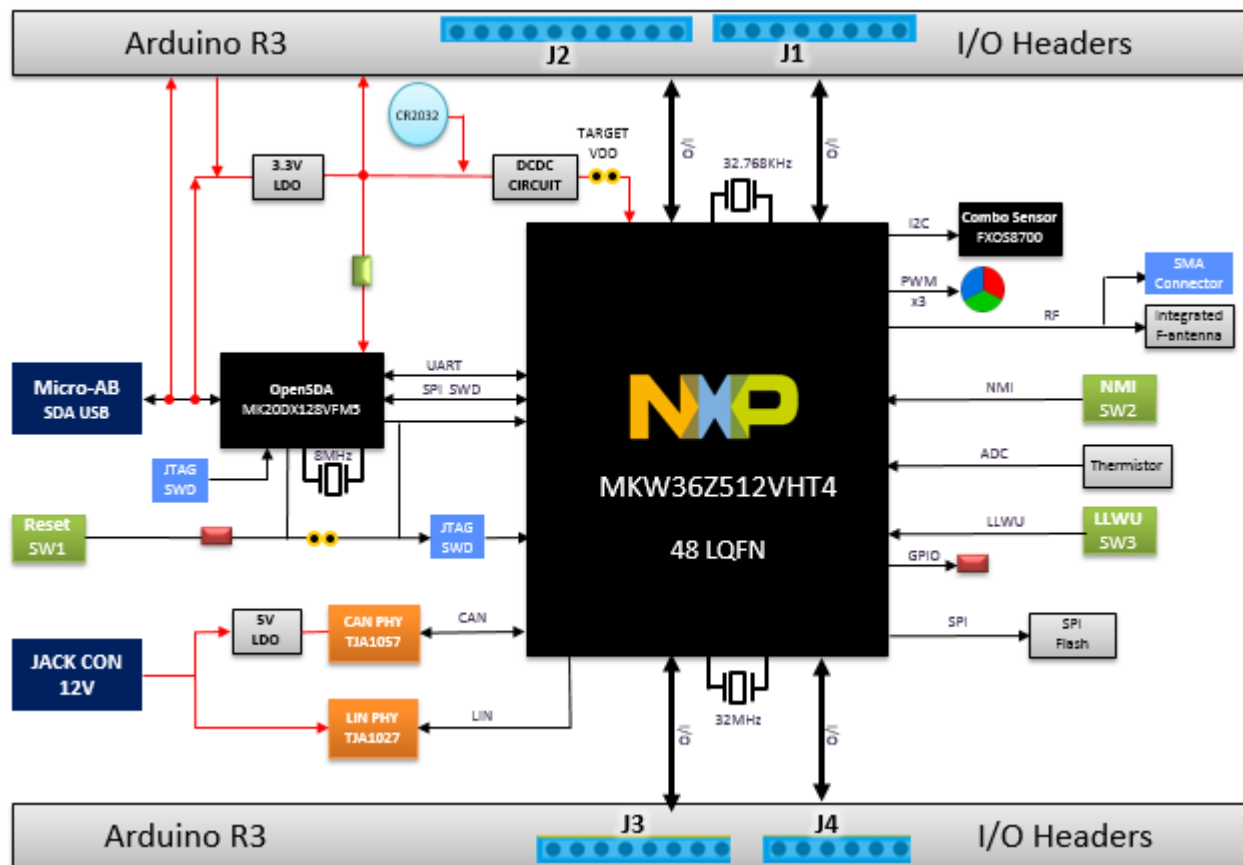 Arduino R3
J2
J1
I/O Headers
CR2032
TARGET
VDD
3.3V
LDO
DCDC
CIRCUIT
I/O
32.768KHz
I/O
I2C
Combo Sensor
FXOS8700
PWM
x3
SMA
Connector
RF
Integrated
F-antenna
Micro-AB
SDA USB
OpenSDA
MK20DX128VFM5
UART
SPI SWD
NXP
NMI
NMI
SW2
8MHz
JTAG
SWD
MKW36Z512VHT4
ADC
Thermistor
Reset
SW1
JTAG
SWD
48 LQFN
LLWU
LLWU
SW3
GPIO
5V
LDO
CAN PHY
TJA1057
CAN
SPI
SPI
Flash
JACK CON
12V
LIN PHY
TJA1027
LIN
I/O
32MHz
I/O
Arduino R3
J3
J4
I/O Headers